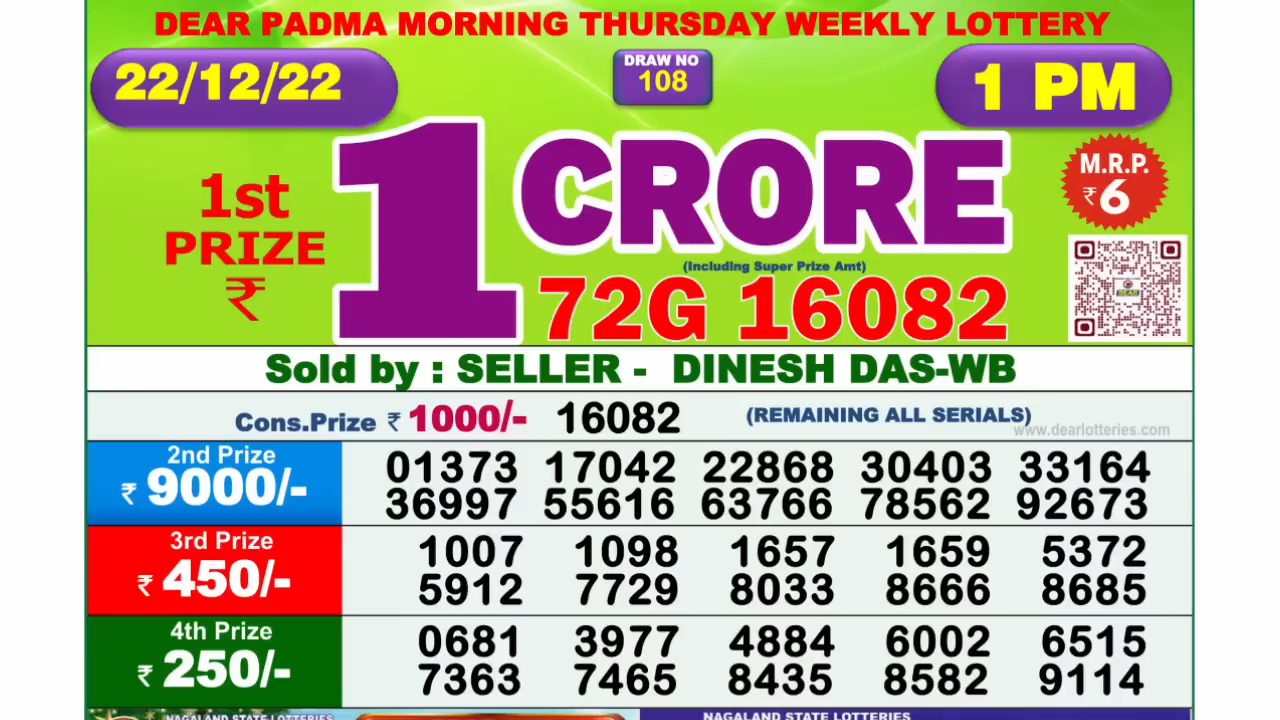 DEAR PADMA MORNING THURSDAY WEEKLY LOTTERY
22/12/22
DRAW NO
108
1 PM
1st
PRIZE
₹
1 CRORE
(Including Super Prize Amt)
72G 16082
M.R.P.
₹ 6
DEAR
Sold by : SELLER - DINESH DAS-WB
Cons.Prize ₹ 1000/- 16082 (REMAINING ALL SERIALS)
www.dearlotteries.com
2nd Prize
₹ 9000/-
01373 17042 22868 30403 33164
36997 55616 63766 78562 92673
3rd Prize
₹ 450/-
1007 1098 1657 1659 5372
5912 7729 8033 8666 8685
4th Prize
₹ 250/-
0681 3977 4884 6002 6515
7363 7465 8435 8582 9114
NAGALAND STATE LOTTERIES
NAGALAND STATE LOTTERIES